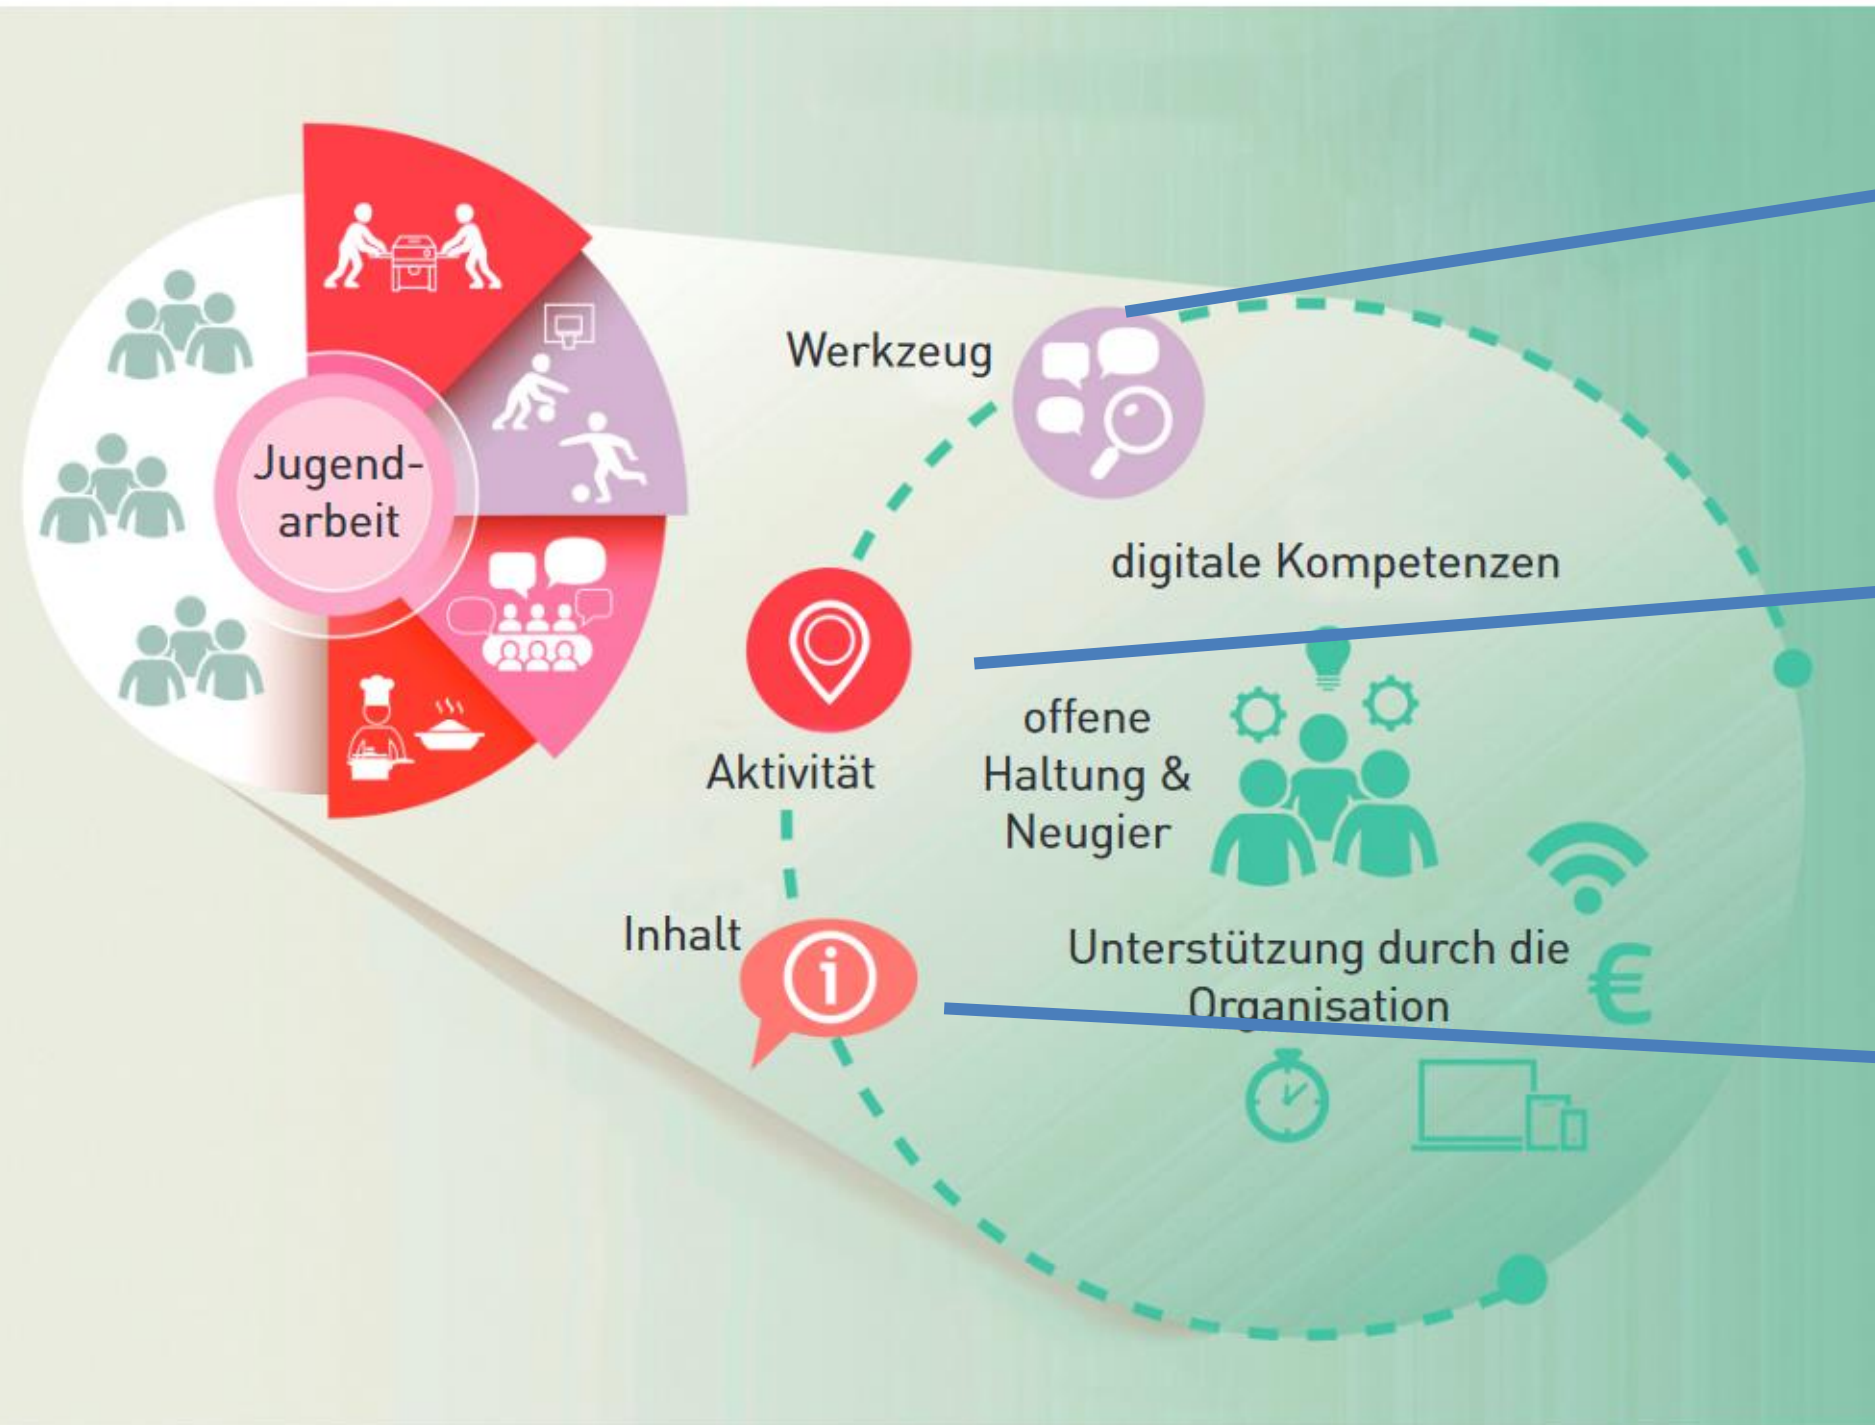 Jugend-
arbeit
Werkzeug
digitale Kompetenzen
offene
Haltung &
Neugier
Aktivität
Inhalt
Unterstützung durch die
Organisation
€
i